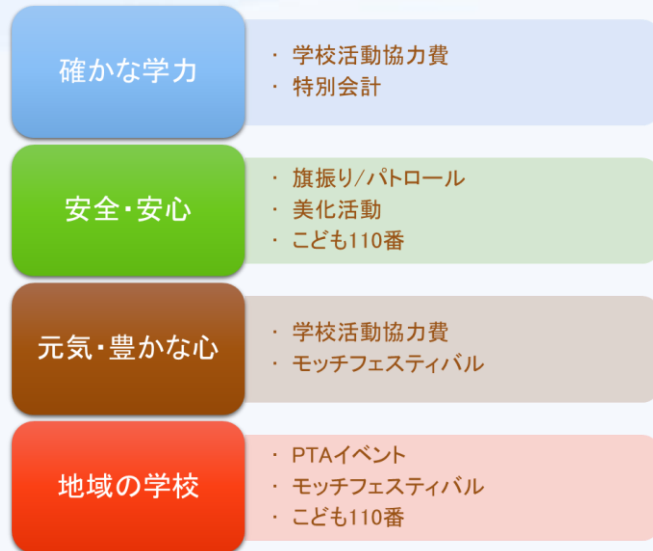 確かな学力
・ 学校活動協力費
・ 特別会計
安全・安心
・ 旗振り/パトロール
・ 美化活動
・ こども110番
元気・豊かな心
・ 学校活動協力費
・ モッチフェスティバル
地域の学校
・ PTAイベント
・ モッチフェスティバル
・ こども110番